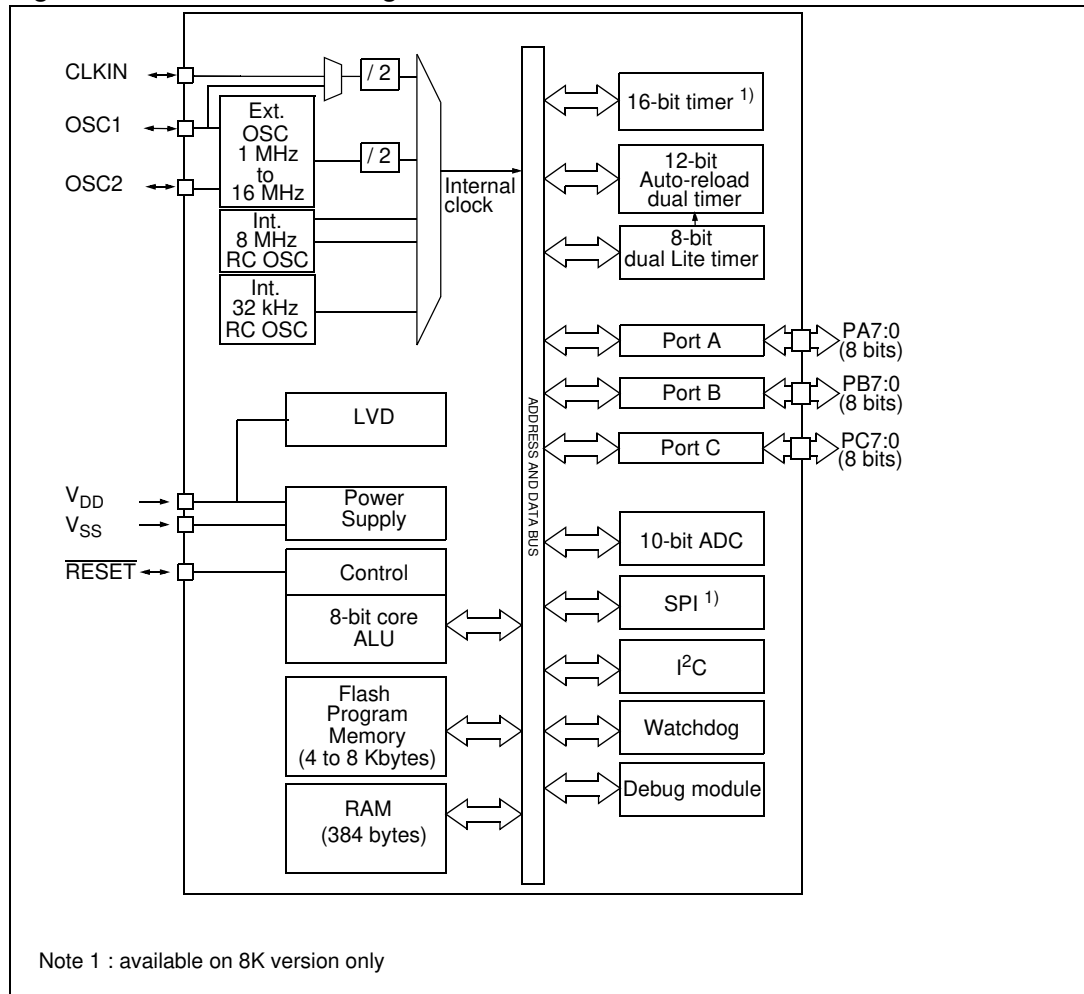 CLKIN
OSC1
OSC2
/ 2
/ 2
Ext.
OSC
1 MHz
to
16 MHz
Int.
8 MHz
RC OSC
Int.
32 kHz
RC OSC
Internal
clock
LVD
VDD
VSS
Power
Supply
RESET
Control
8-bit core
ALU
Flash
Program
Memory
(4 to 8 Kbytes)
RAM
(384 bytes)
ADDRESS AND DATA BUS
16-bit timer 1)
12-bit
Auto-reload
dual timer
8-bit
dual Lite timer
Port A
PA7:0
(8 bits)
Port B
PB7:0
(8 bits)
Port C
PC7:0
(8 bits)
10-bit ADC
SPI 1)
I2C
Watchdog
Debug module
Note 1 : available on 8K version only